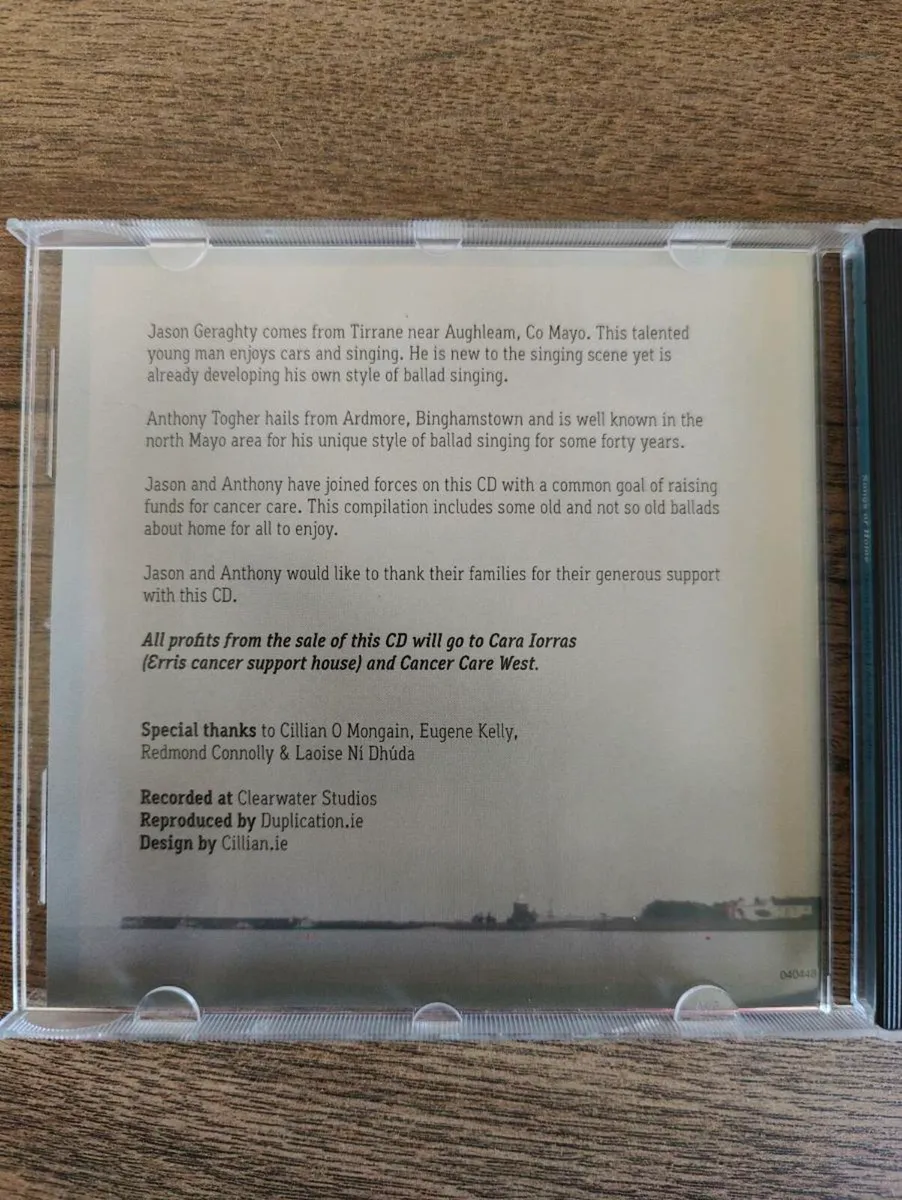 Jason Geraghty comes from Tirrane near Aughleam, Co Mayo. This talented
young man enjoys cars and singing. He is new to the singing scene yet is
already developing his own style of ballad singing.
Anthony Togher hails from Ardmore, Binghamstown and is well known in the
north Mayo area for his unique style of ballad singing for some forty years.
Jason and Anthony have joined forces on this CD with a common goal of raising
funds for cancer care. This compilation includes some old and not so old ballads
about home for all to enjoy.
Jason and Anthony would like to thank their families for their generous support
with this CD.
All profits from the sale of this CD will go to Cara Iorras
(Erris cancer support house) and Cancer Care West.
Special thanks to Cillian O Mongain, Eugene Kelly,
Redmond Connolly & Laoise Ní Dhúda
Recorded at Clearwater Studios
Reproduced by Duplication.ie
Design by Cillian.ie
Songs of Home